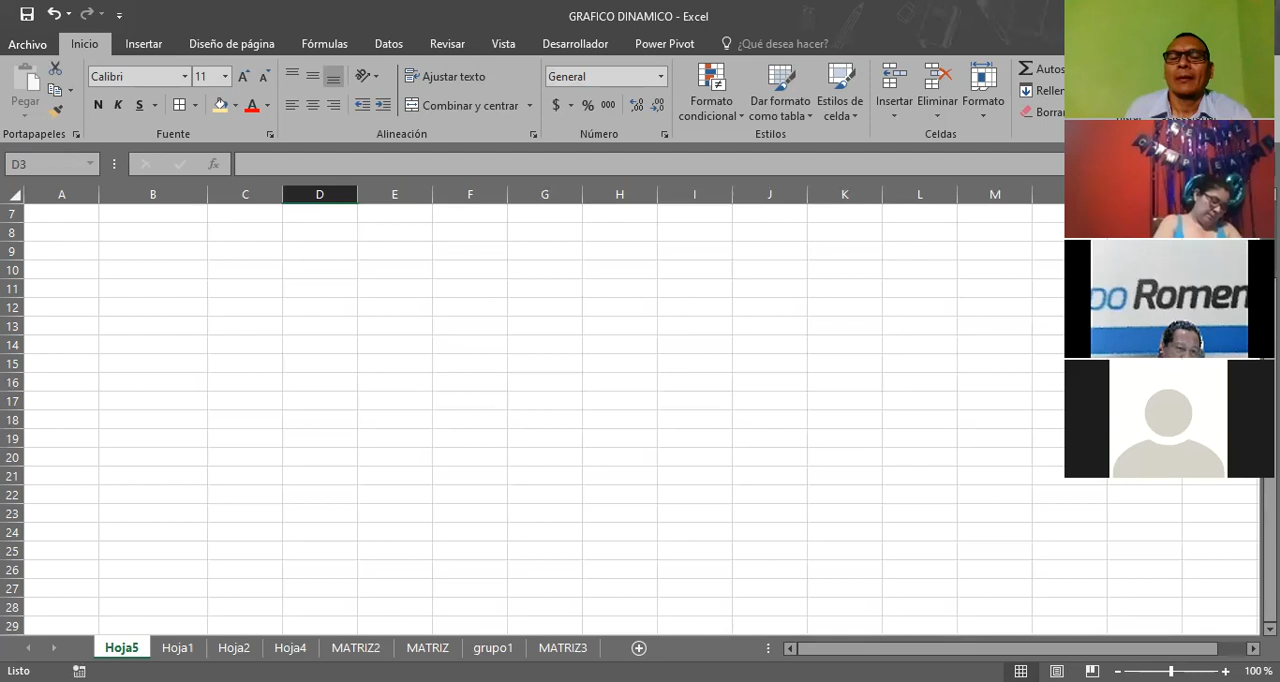 GRAFICO DINAMICO - Excel
Archivo Inicio Insertar Diseño de página Fórmulas Datos Revisar Vista Desarrollador Power Pivot ¿Qué desea hacer?
Pegar
Portapapeles
Calibri 11
N K S
Fuente
Ajustar texto
Combinar y centrar
Alineación
General
$ % 000
Número
Formato condicional
Dar formato como tabla
Estilos de celda
Estilos
Insertar Eliminar Formato
Celdas
Autos
Rellen
Borrar
D3 fx
A B C D E F G H I J K L M
7
8
9
10
11
12
13
14
15
16
17
18
19
20
21
22
23
24
25
26
27
28
29
oo Romen
Hoja5 Hoja1 Hoja2 Hoja4 MATRIZ2 MATRIZ grupo1 MATRIZ3
Listo 100 %